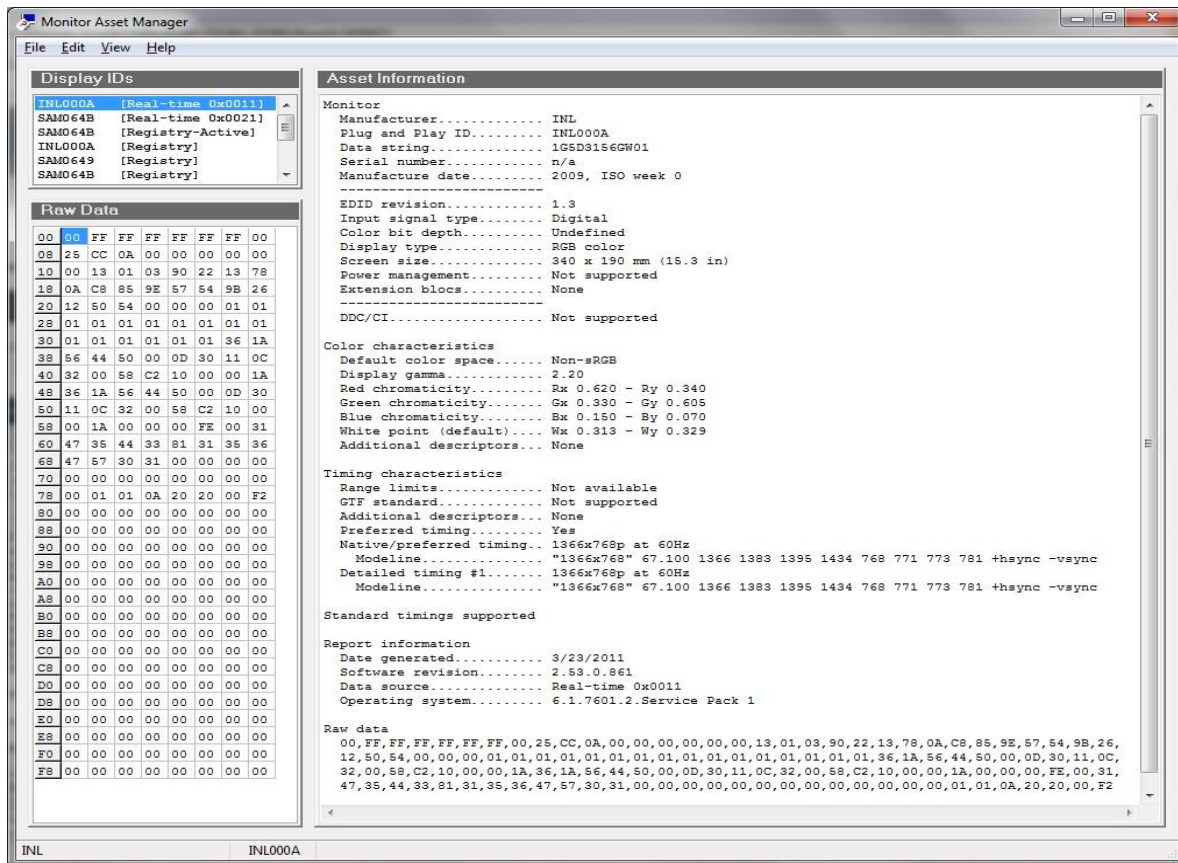 Monitor Asset Manager
File Edit View Help
Display IDs
INL000A [Real-time 0x0011]
SAM064B [Real-time 0x0021]
SAM064B [Registry-Active]
INL000A [Registry]
SAM0649 [Registry]
SAM064B [Registry]
Raw Data
00 00 FF FF FF FF FF FF 00
08 25 CC 0A 00 00 00 00 00
10 00 13 01 03 90 22 13 78
18 0A C8 85 9E 57 54 9B 26
20 12 50 54 00 00 00 01 01
28 01 01 01 01 01 01 01 01
30 01 01 01 01 01 01 36 1A
38 56 44 50 00 0D 30 11 0C
40 32 00 58 C2 10 00 00 1A
48 36 1A 56 44 50 00 0D 30
50 11 0C 32 00 58 C2 10 00
58 00 1A 00 00 00 FE 00 31
60 47 35 44 33 81 31 35 36
68 47 57 30 31 00 00 00 00
70 00 00 00 00 00 00 00 00
78 00 01 01 0A 20 20 00 F2
80 00 00 00 00 00 00 00 00
88 00 00 00 00 00 00 00 00
90 00 00 00 00 00 00 00 00
98 00 00 00 00 00 00 00 00
A0 00 00 00 00 00 00 00 00
A8 00 00 00 00 00 00 00 00
B0 00 00 00 00 00 00 00 00
B8 00 00 00 00 00 00 00 00
C0 00 00 00 00 00 00 00 00
C8 00 00 00 00 00 00 00 00
D0 00 00 00 00 00 00 00 00
D8 00 00 00 00 00 00 00 00
E0 00 00 00 00 00 00 00 00
E8 00 00 00 00 00 00 00 00
F0 00 00 00 00 00 00 00 00
F8 00 00 00 00 00 00 00 00
Asset Information
Monitor
Manufacturer............. INL
Plug and Play ID......... INL000A
Data string.............. 1G5D3156GW01
Serial number............ n/a
Manufacture date......... 2009, ISO week 0
-------------------------
EDID revision............ 1.3
Input signal type........ Digital
Color bit depth.......... Undefined
Display type............. RGB color
Screen size.............. 340 x 190 mm (15.3 in)
Power management......... Not supported
Extension blocs.......... None
-------------------------
DDC/CI................... Not supported
Color characteristics
Default color space...... Non-sRGB
Display gamma............ 2.20
Red chromaticity......... Rx 0.620 - Ry 0.340
Green chromaticity....... Gx 0.330 - Gy 0.605
Blue chromaticity........ Bx 0.150 - By 0.070
White point (default).... Wx 0.313 - Wy 0.329
Additional descriptors... None
Timing characteristics
Range limits............. Not available
GTF standard............. Not supported
Additional descriptors... None
Preferred timing......... Yes
Native/preferred timing.. 1366x768p at 60Hz
Modeline............... "1366x768" 67.100 1366 1383 1395 1434 768 771 773 781 +hsync -vsync
Detailed timing #1....... 1366x768p at 60Hz
Modeline............... "1366x768" 67.100 1366 1383 1395 1434 768 771 773 781 +hsync -vsync
Standard timings supported
Report information
Date generated........... 3/23/2011
Software revision........ 2.53.0.861
Data source.............. Real-time 0x0011
Operating system......... 6.1.7601.2.Service Pack 1
Raw data
00,FF,FF,FF,FF,FF,FF,00,25,CC,0A,00,00,00,00,00,00,13,01,03,90,22,13,78,0A,C8,85,9E,57,54,9B,26,
12,50,54,00,00,00,01,01,01,01,01,01,01,01,01,01,01,01,01,01,01,01,36,1A,56,44,50,00,0D,30,11,0C,
32,00,58,C2,10,00,00,1A,36,1A,56,44,50,00,0D,30,11,0C,32,00,58,C2,10,00,00,1A,00,00,00,FE,00,31,
47,35,44,33,81,31,35,36,47,57,30,31,00,00,00,00,00,00,00,00,00,00,00,00,00,01,01,0A,20,20,00,F2
INL INL000A